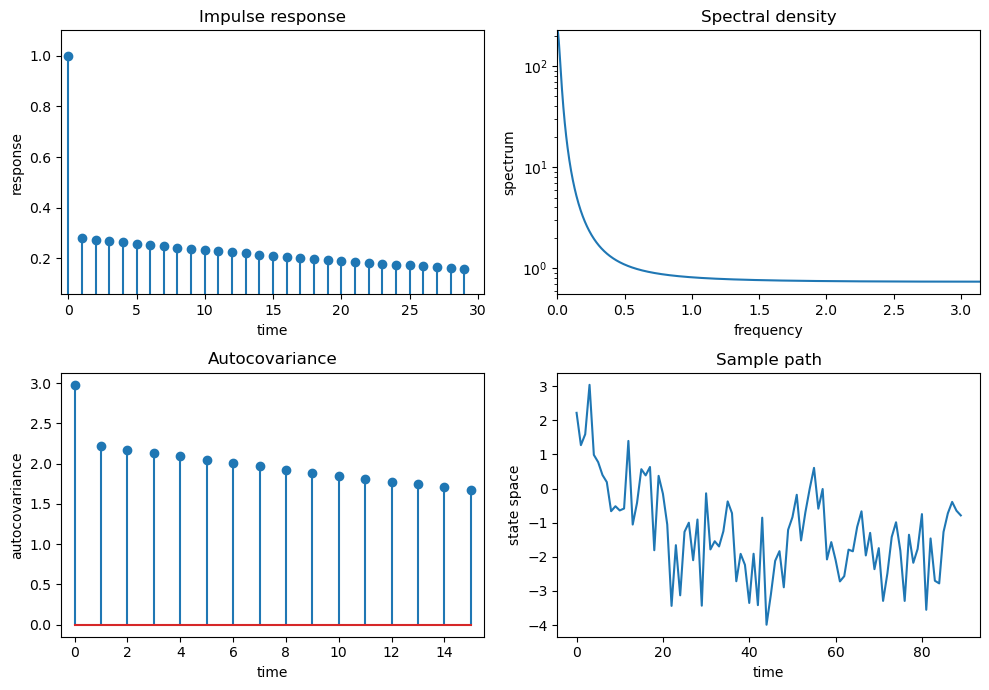 Impulse response
response
1.0
0.8
0.6
0.4
0.2
0 5 10 15 20 25 30
time
Spectral density
spectrum
10²
10¹
10⁰
0.0 0.5 1.0 1.5 2.0 2.5 3.0
frequency
Autocovariance
autocovariance
3.0
2.5
2.0
1.5
1.0
0.5
0.0
0 2 4 6 8 10 12 14
time
Sample path
state space
3
2
1
0
−1
−2
−3
−4
0 20 40 60 80
time